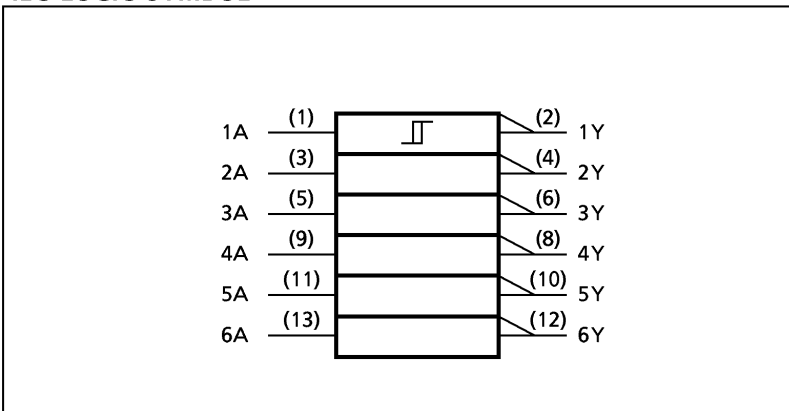 1A (1) (2) 1Y
2A (3) (4) 2Y
3A (5) (6) 3Y
4A (9) (8) 4Y
5A (11) (10) 5Y
6A (13) (12) 6Y